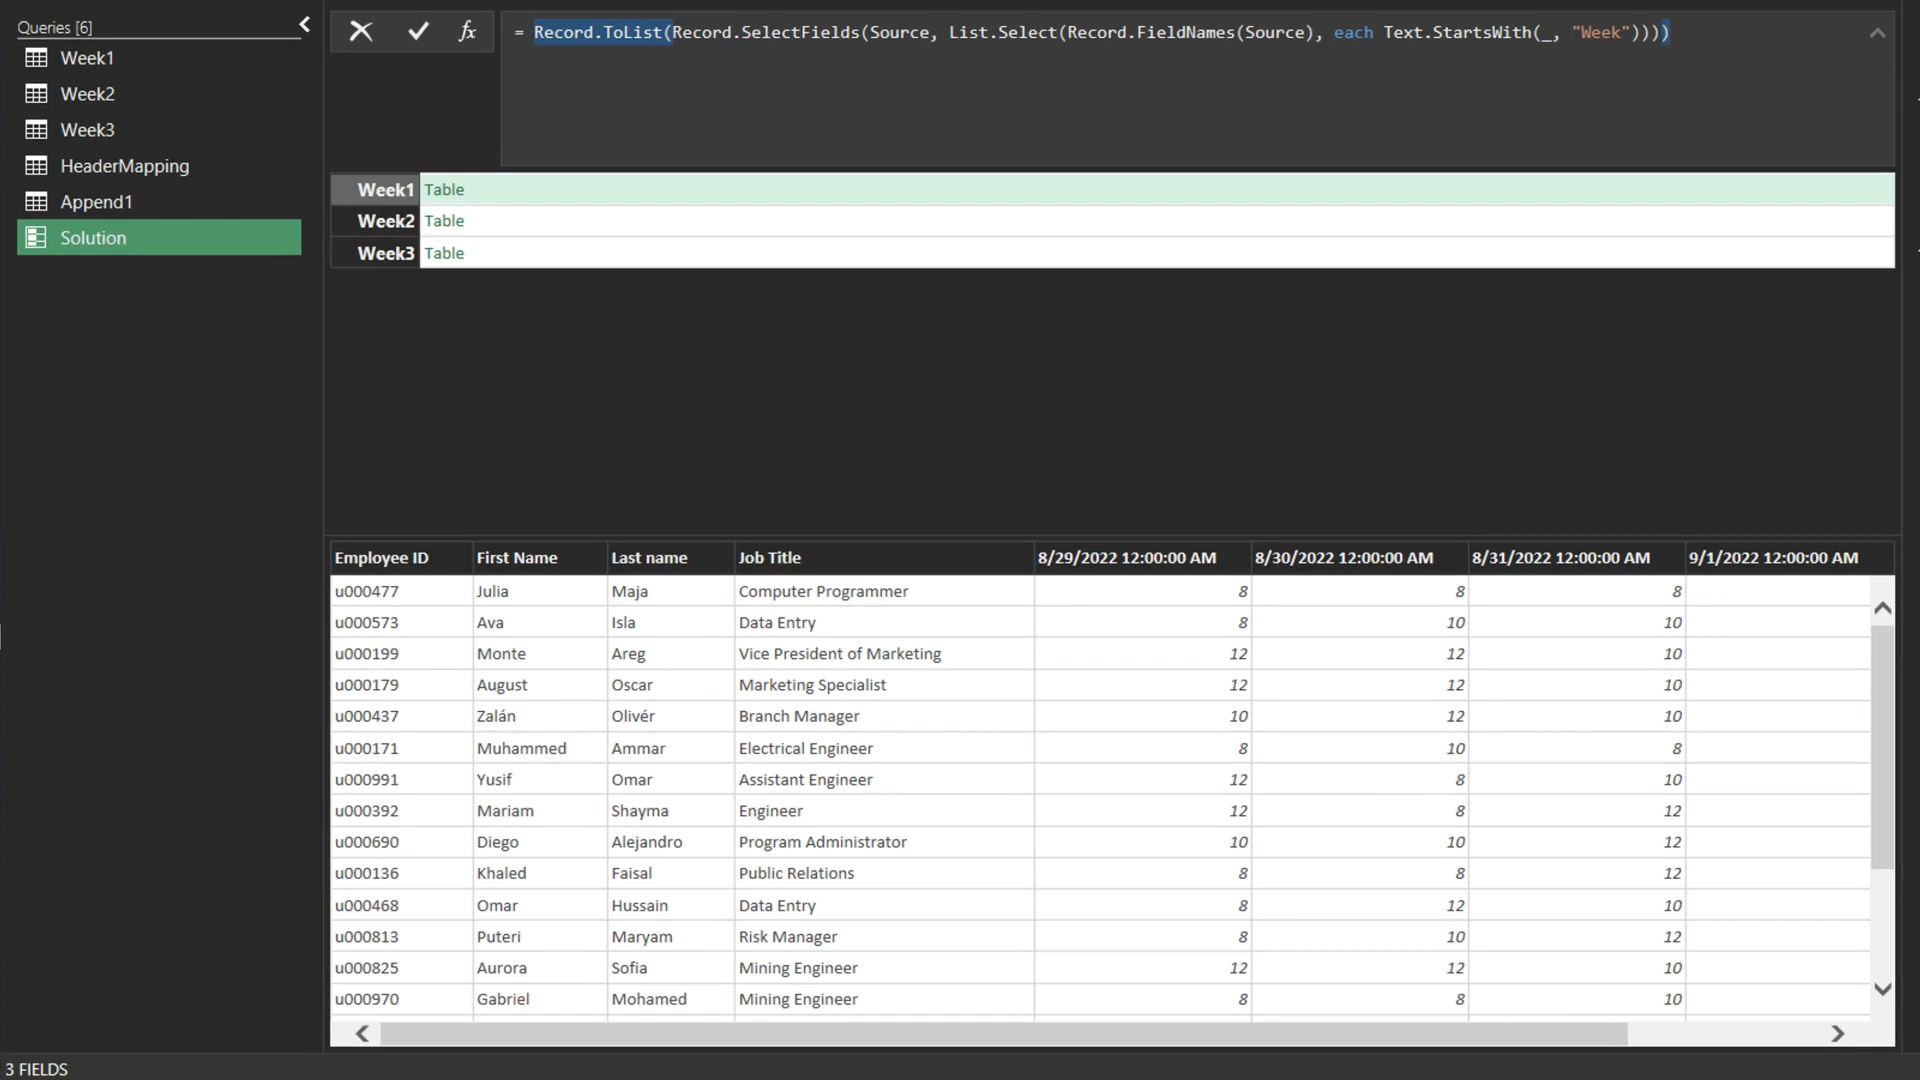 Queries [6]
Week1
Week2
Week3
HeaderMapping
Append1
Solution
fx
= Record.ToList(Record.SelectFields(Source, List.Select(Record.FieldNames(Source), each Text.StartsWith(_, "Week"))))
Week1 Table
Week2 Table
Week3 Table
Employee ID First Name Last name Job Title 8/29/2022 12:00:00 AM 8/30/2022 12:00:00 AM 8/31/2022 12:00:00 AM 9/1/2022 12:00:00 AM
u000477 Julia Maja Computer Programmer 8 8 8
u000573 Ava Isla Data Entry 8 10 10
u000199 Monte Areg Vice President of Marketing 12 12 10
u000179 August Oscar Marketing Specialist 12 12 10
u000437 Zalán Olivér Branch Manager 10 12 10
u000171 Muhammed Ammar Electrical Engineer 8 10 8
u000991 Yusif Omar Assistant Engineer 12 8 10
u000392 Mariam Shayma Engineer 12 8 12
u000690 Diego Alejandro Program Administrator 10 10 12
u000136 Khaled Faisal Public Relations 8 8 12
u000468 Omar Hussain Data Entry 8 12 10
u000813 Puteri Maryam Risk Manager 8 10 12
u000825 Aurora Sofia Mining Engineer 12 12 10
u000970 Gabriel Mohamed Mining Engineer 8 8 10
3 FIELDS